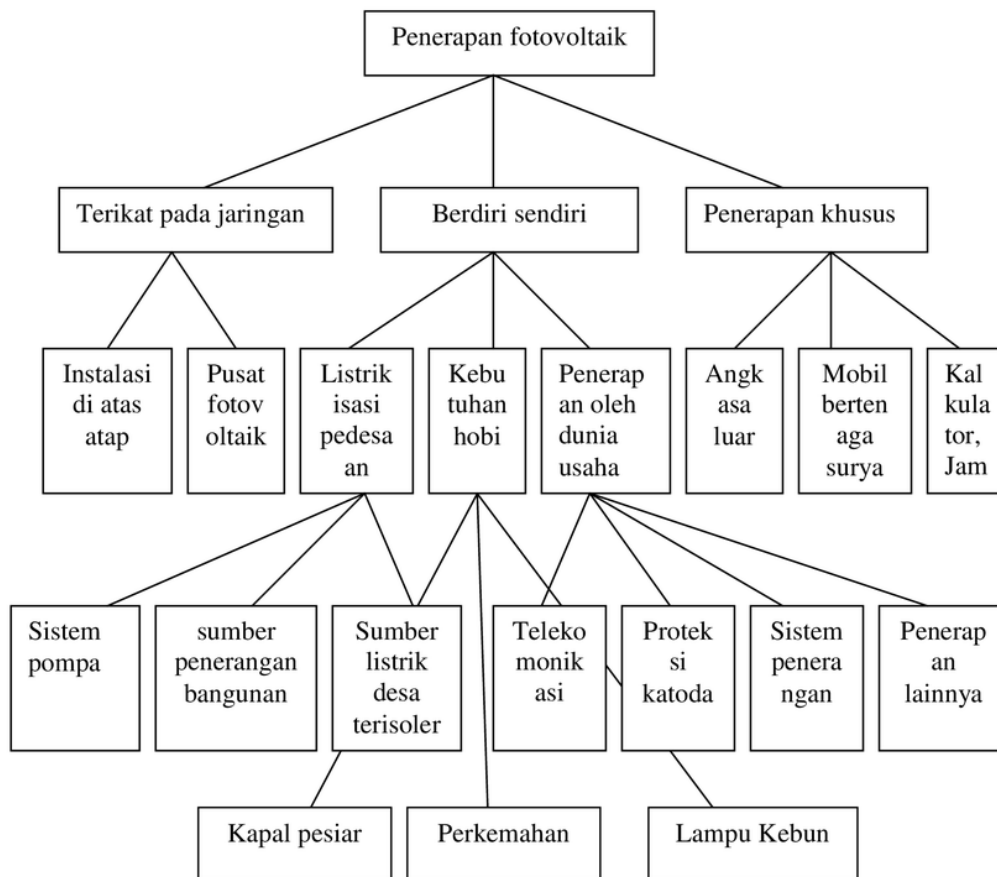 Penerapan fotovoltaik
Terikat pada jaringan
Berdiri sendiri
Penerapan khusus
Instalasi
di atas
atap
Pusat
fotov
oltaik
Listrik
isasi
pedesa
an
Kebu
tuhan
hobi
Penerap
an oleh
dunia
usaha
Angk
asa
luar
Mobil
berten
aga
surya
Kal
kula
tor,
Jam
Sistem
pompa
sumber
penerangan
bangunan
Sumber
listrik
desa
terisoler
Teleko
monik
asi
Protek
si
katoda
Sistem
penera
ngan
Penerap
an
lainnya
Kapal pesiar
Perkemahan
Lampu Kebun